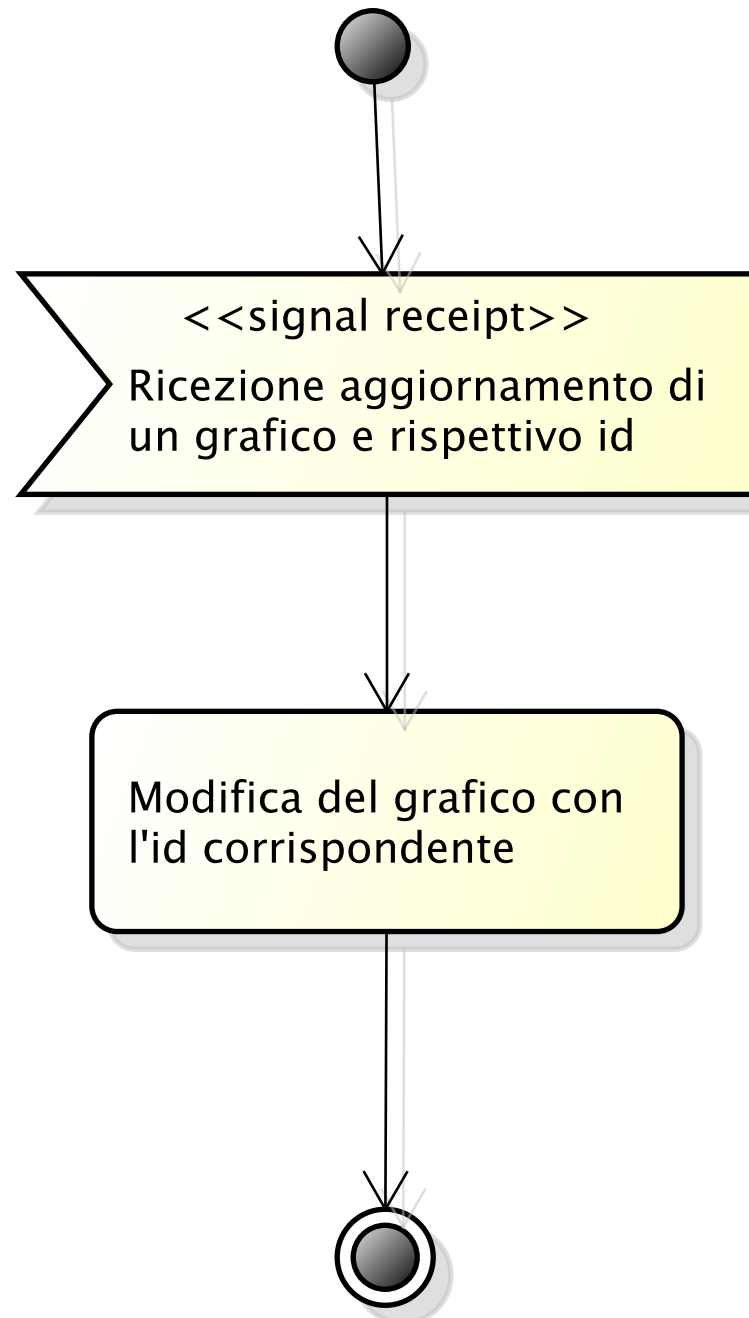 <<signal receipt>>
Ricezione aggiornamento di
un grafico e rispettivo id
Modifica del grafico con
l'id corrispondente